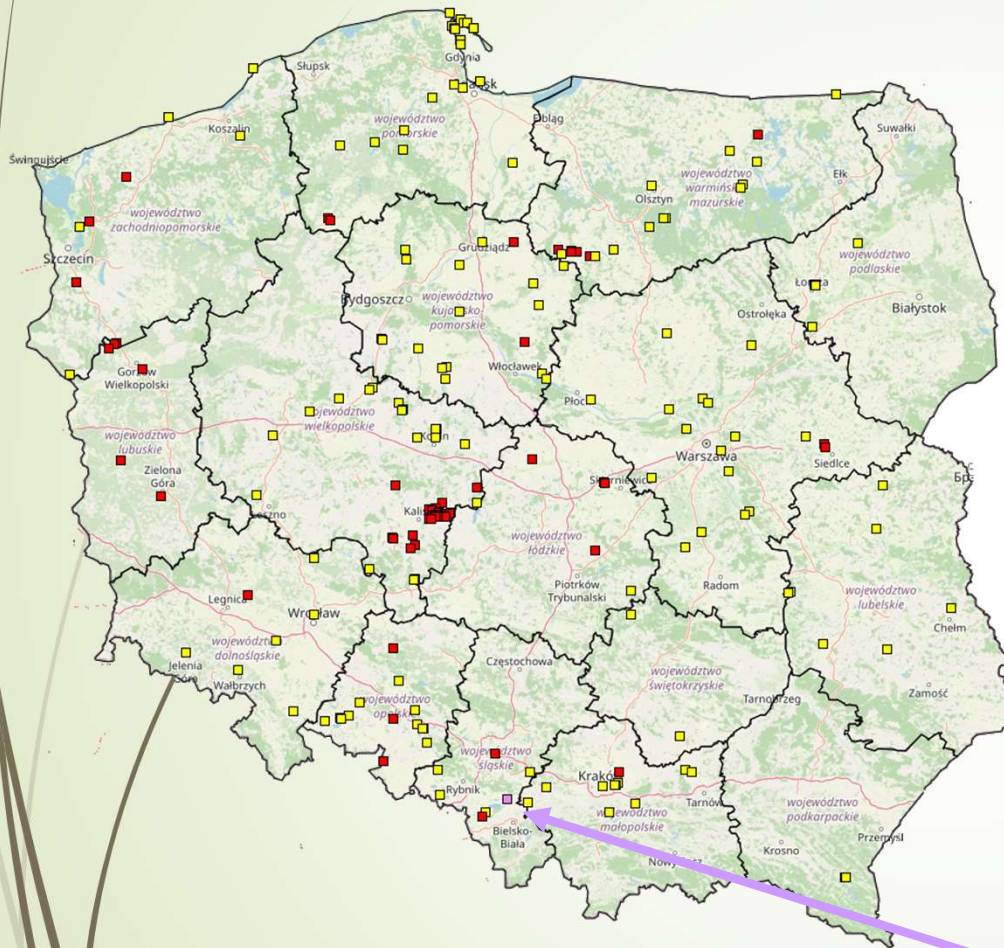 Gdynia
Słupsk
Koszalin
Elbląg
Suwałki
województwo
pomorskie
Świnoujście
Ełk
województwo
warmińsko-
mazurskie
Olsztyn
województwo
zachodniopomorskie
Szczecin
Grudziądz
województwo
podlaskie
Łomża
Białystok
Bydgoszcz
województwo
kujawsko-
pomorskie
Ostrołęka
Gorzów
Wielkopolski
Włocławek
Płock
województwo
wielkopolskie
Konin
województwo
lubuskie
Warszawa
Siedlce
Zielona
Góra
Skierniewice
Leszno
Kalisz
województwo
łódzkie
Piotrków
Trybunalski
Radom
województwo
lubelskie
Chełm
Legnica
Wrocław
województwo
dolnośląskie
Jelenia
Góra
Wałbrzych
Częstochowa
województwo
świętokrzyskie
Tarnobrzeg
Zamość
województwo
opolskie
województwo
śląskie
Kraków
Rybnik
Tarnów
województwo
małopolskie
województwo
podkarpackie
Bielsko-
Biała
Przemyśl
Krosno